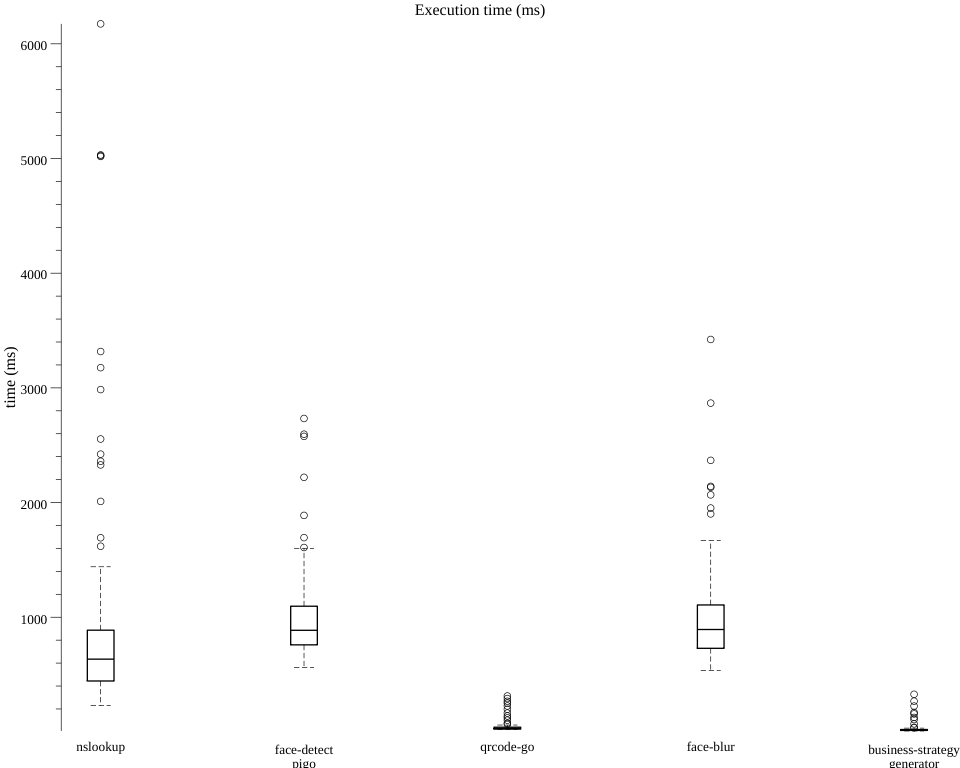 Execution time (ms)
6000
5000
4000
3000
2000
1000
time (ms)
nslookup
face-detect
pigo
qrcode-go
face-blur
business-strategy
generator